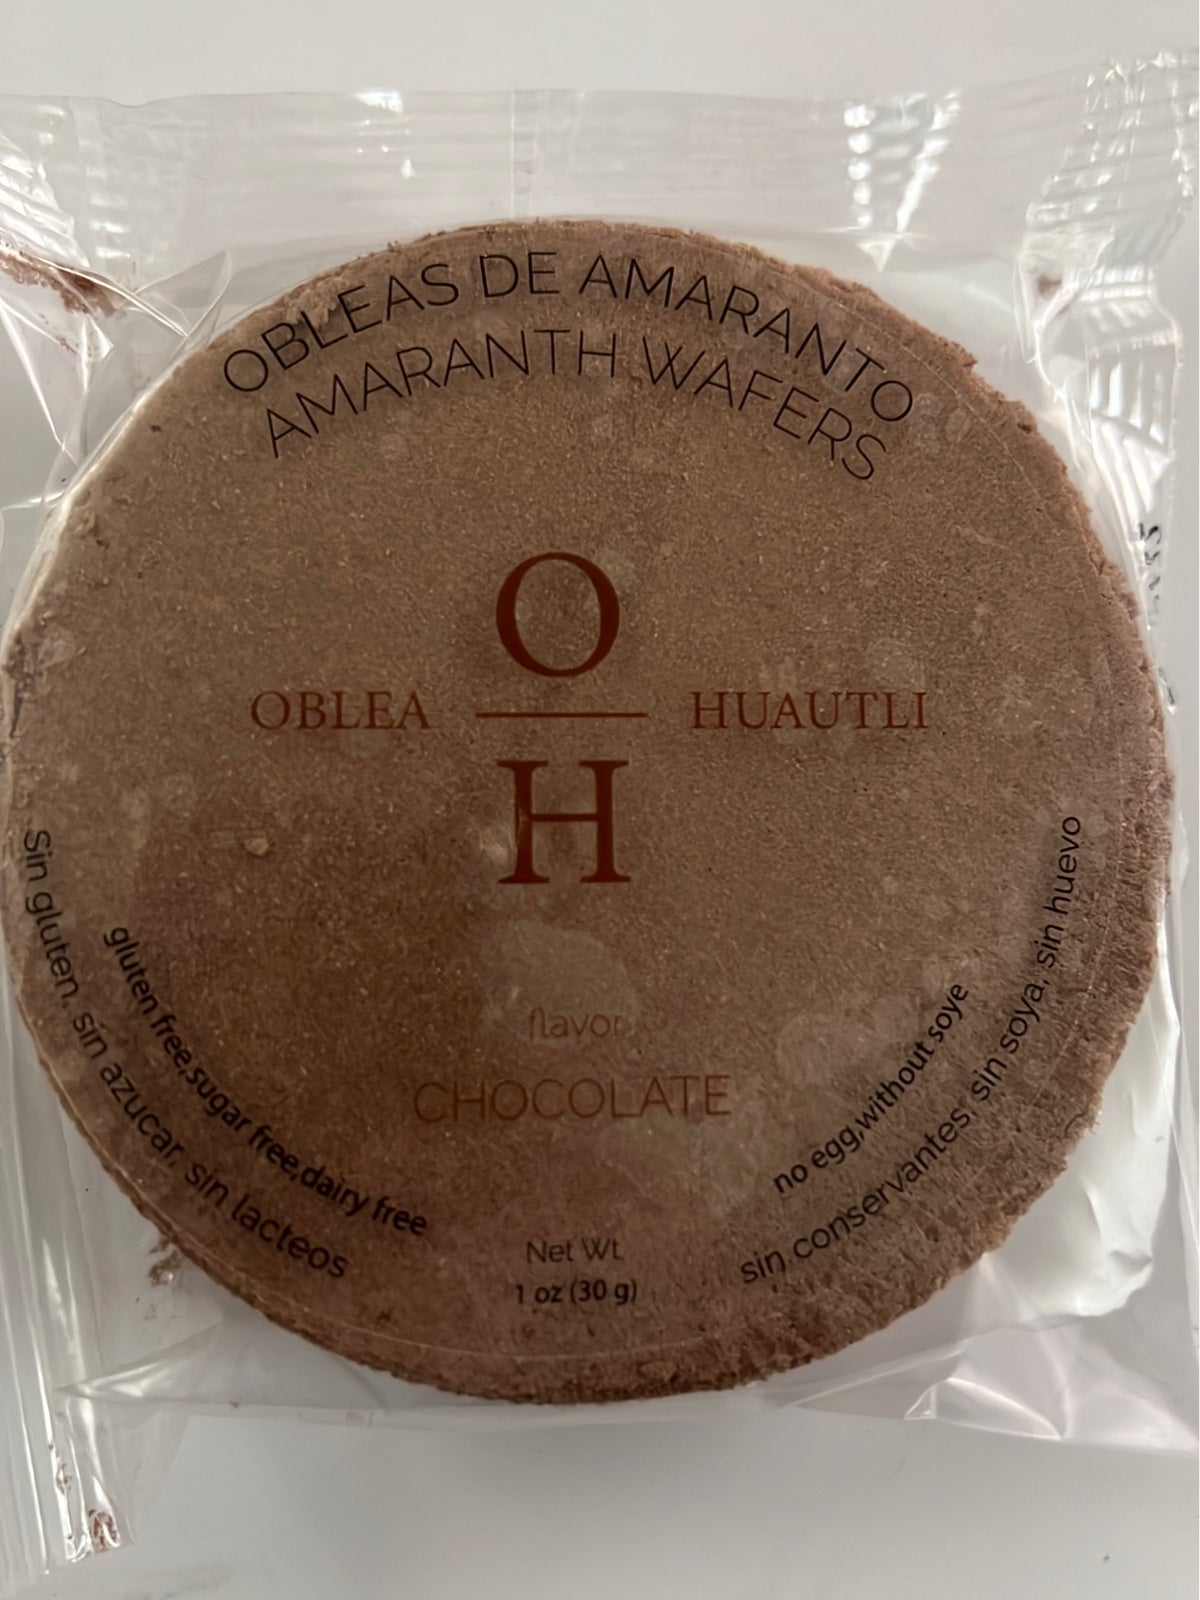 OBLEAS DE AMARANTO
AMARANTH WAFERS
O
OBLEA HUAUTLI
H
flavor
CHOCOLATE
Sin gluten, sin azucar, sin lacteos
gluten free,sugar free,dairy free
no egg,without soye
sin conservantes, sin soya, sin huevo
Net Wt
1 oz (30 g)